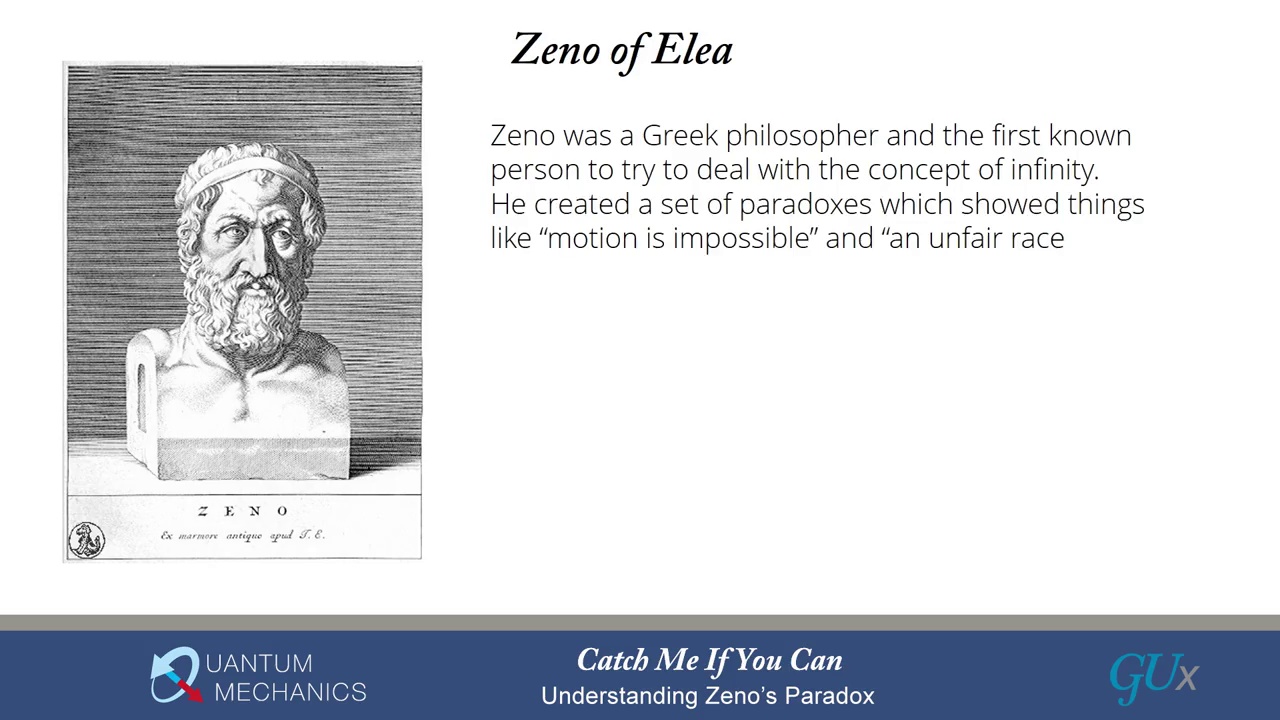 Zeno of Elea
Zeno was a Greek philosopher and the first known
person to try to deal with the concept of infinity.
He created a set of paradoxes which showed things
like “motion is impossible” and “an unfair race
Z E N O
Ex marmore antiquo apud T. E.
QUANTUM
MECHANICS
Catch Me If You Can
Understanding Zeno’s Paradox
GUx